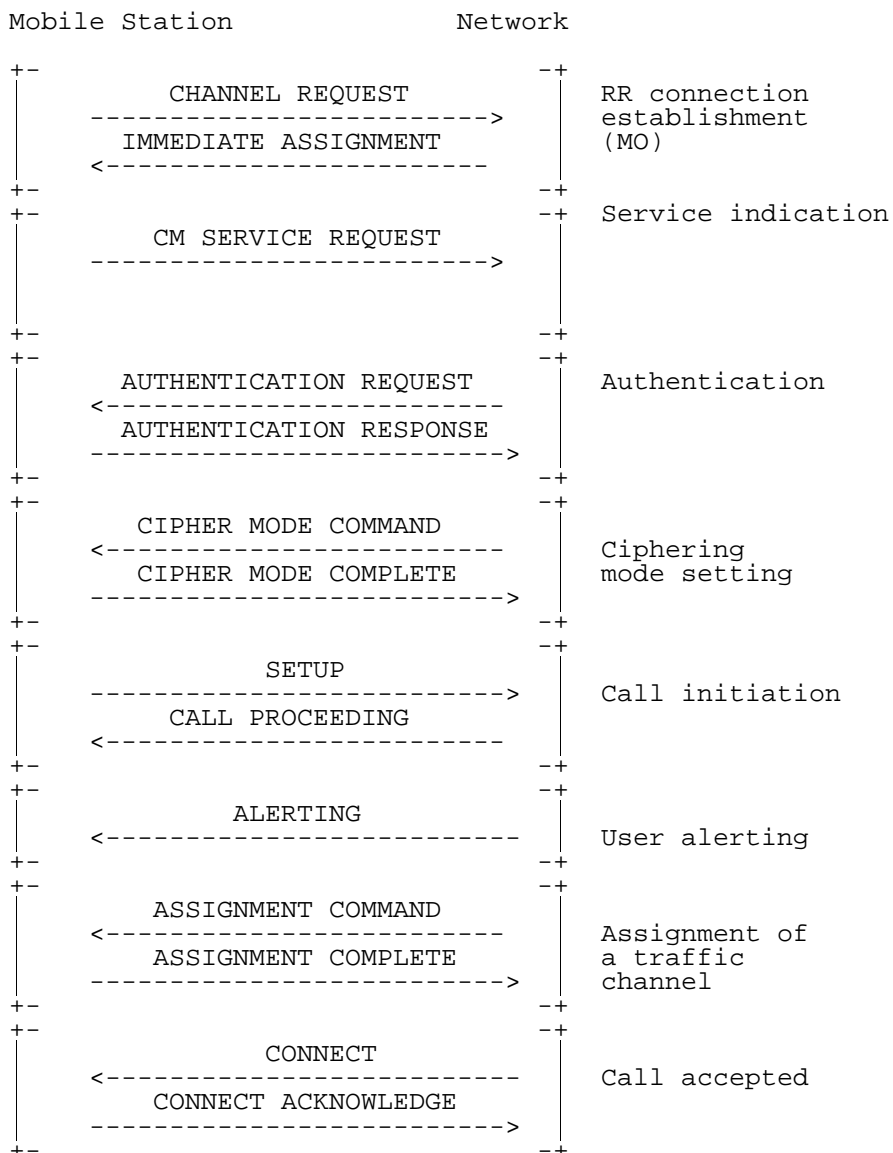 Mobile Station Network
CHANNEL REQUEST RR connection
establishment
IMMEDIATE ASSIGNMENT (MO)
Service indication
CM SERVICE REQUEST
AUTHENTICATION REQUEST Authentication
AUTHENTICATION RESPONSE
CIPHER MODE COMMAND
Ciphering
CIPHER MODE COMPLETE mode setting
SETUP
Call initiation
CALL PROCEEDING
ALERTING
User alerting
ASSIGNMENT COMMAND
Assignment of
ASSIGNMENT COMPLETE a traffic
channel
CONNECT
Call accepted
CONNECT ACKNOWLEDGE